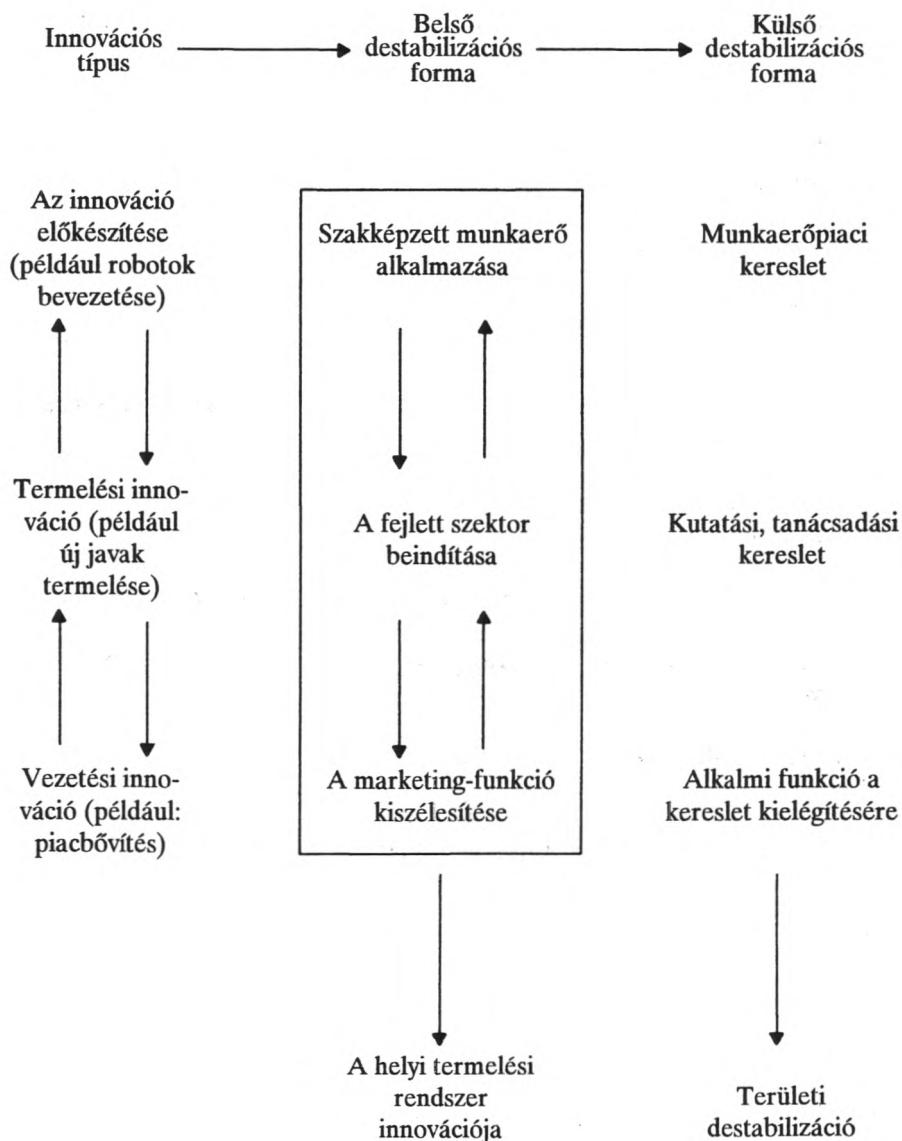 Innovációs
típus
Belső
destabilizációs
forma
Külső
destabilizációs
forma
Az innováció
előkészítése
(például robotok
bevezetése)
Szakképzett munkaerő
alkalmazása
Munkaerőpiaci
kereslet
Termelési inno-
váció (például
új javak
termelése)
A fejlett szektor
beindítása
Kutatási, tanácsadási
kereslet
Vezetési inno-
váció (például:
piacbővítés)
A marketing-funkció
kiszélesítése
Alkalmi funkció a
kereslet kielégítésére
A helyi termelési
rendszer
innovációja
Területi
destabilizáció